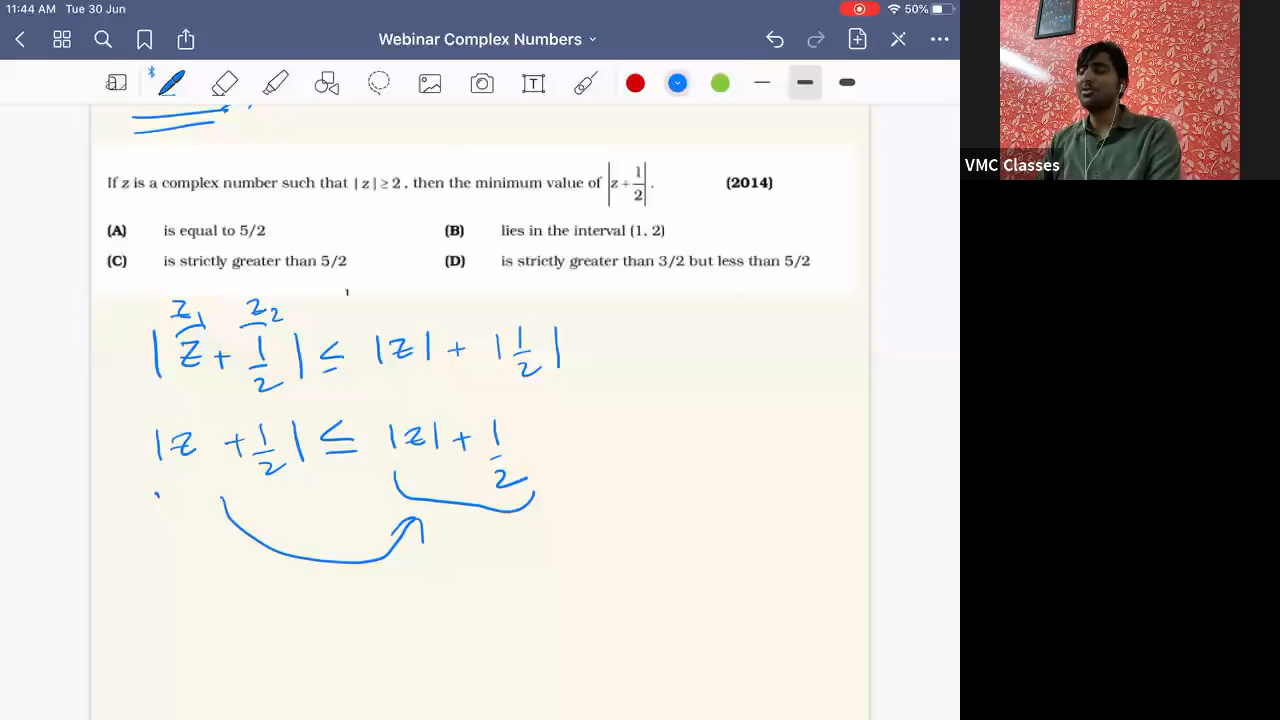 11:44 AM Tue 30 Jun
50%
Webinar Complex Numbers
If z is a complex number such that |z| ≥ 2, then the minimum value of |z + 1/2|. (2014)
(A) is equal to 5/2 (B) lies in the interval (1, 2)
(C) is strictly greater than 5/2 (D) is strictly greater than 3/2 but less than 5/2
z1 z2
|z + 1/2| ≤ |z| + |1/2|
|z + 1/2| ≤ |z| + 1/2
VMC Classes